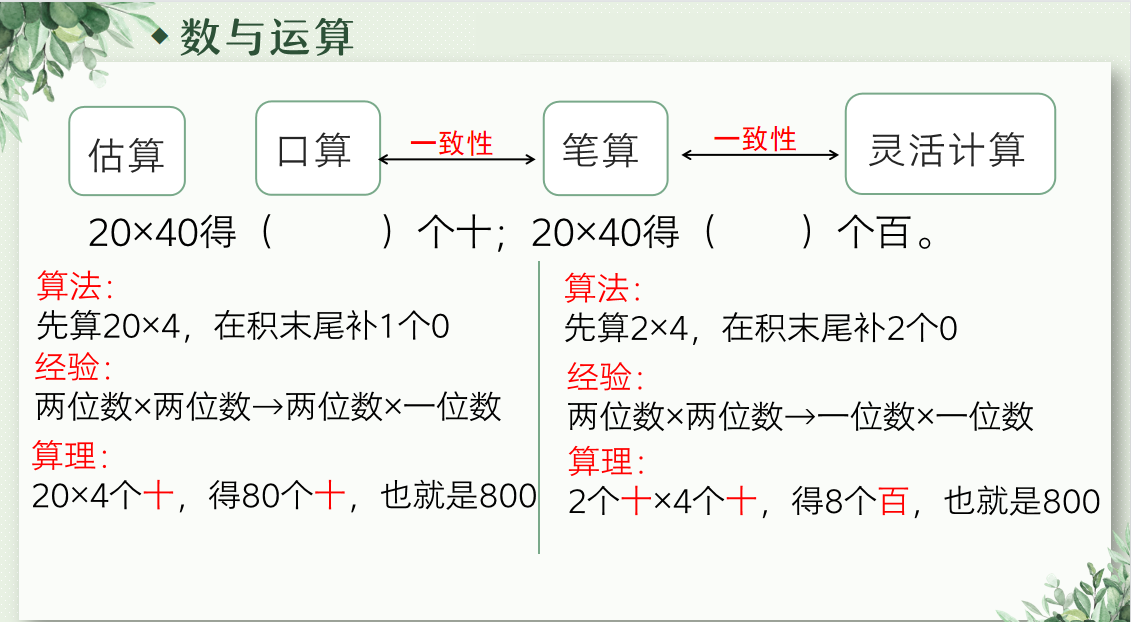 数与运算
估算
口算
一致性
笔算
一致性
灵活计算
20×40得（　　　）个十；20×40得（　　）个百。
算法：
先算20×4，在积末尾补1个0
经验：
两位数×两位数→两位数×一位数
算理：
20×4个十，得80个十，也就是800
算法：
先算2×4，在积末尾补2个0
经验：
两位数×两位数→一位数×一位数
算理：
2个十×4个十，得8个百，也就是800